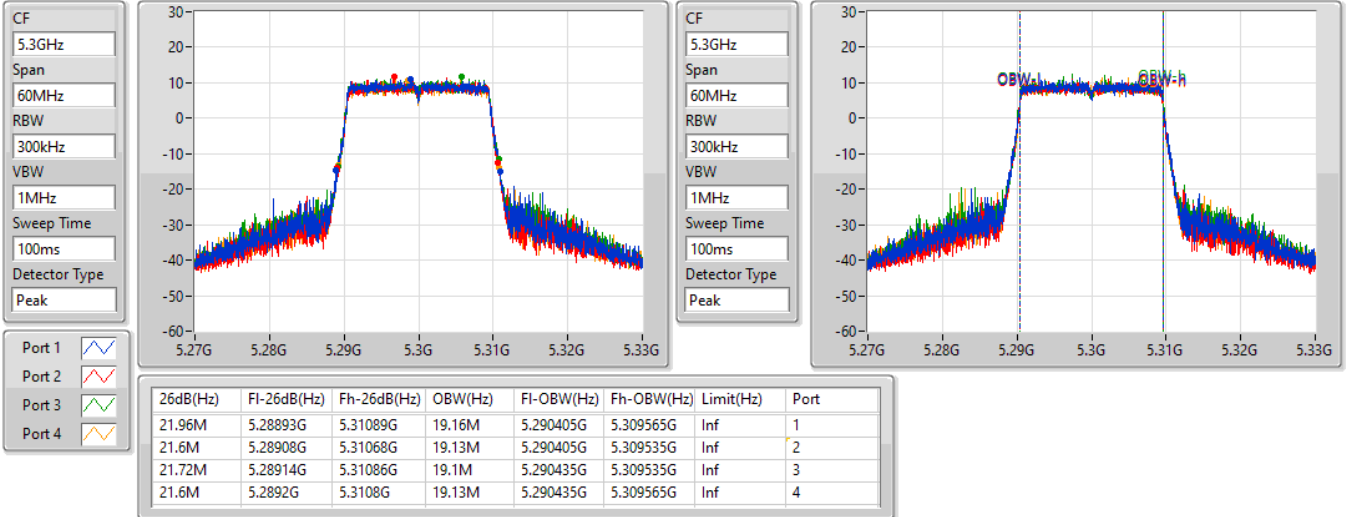 CF
5.3GHz
Span
60MHz
RBW
300kHz
VBW
1MHz
Sweep Time
100ms
Detector Type
Peak
30
20
10
0
-10
-20
-30
-40
-50
-60
5.27G 5.28G 5.29G 5.3G 5.31G 5.32G 5.33G
CF
5.3GHz
Span
60MHz
RBW
300kHz
VBW
1MHz
Sweep Time
100ms
Detector Type
Peak
30
20
10
0
-10
-20
-30
-40
-50
-60
OBW-l OBW-h
5.27G 5.28G 5.29G 5.3G 5.31G 5.32G 5.33G
Port 1
Port 2
Port 3
Port 4
26dB(Hz) Fl-26dB(Hz) Fh-26dB(Hz) OBW(Hz) Fl-OBW(Hz) Fh-OBW(Hz) Limit(Hz) Port
21.96M 5.28893G 5.31089G 19.16M 5.290405G 5.309565G Inf 1
21.6M 5.28908G 5.31068G 19.13M 5.290405G 5.309535G Inf 2
21.72M 5.28914G 5.31086G 19.1M 5.290435G 5.309535G Inf 3
21.6M 5.2892G 5.3108G 19.13M 5.290435G 5.309565G Inf 4